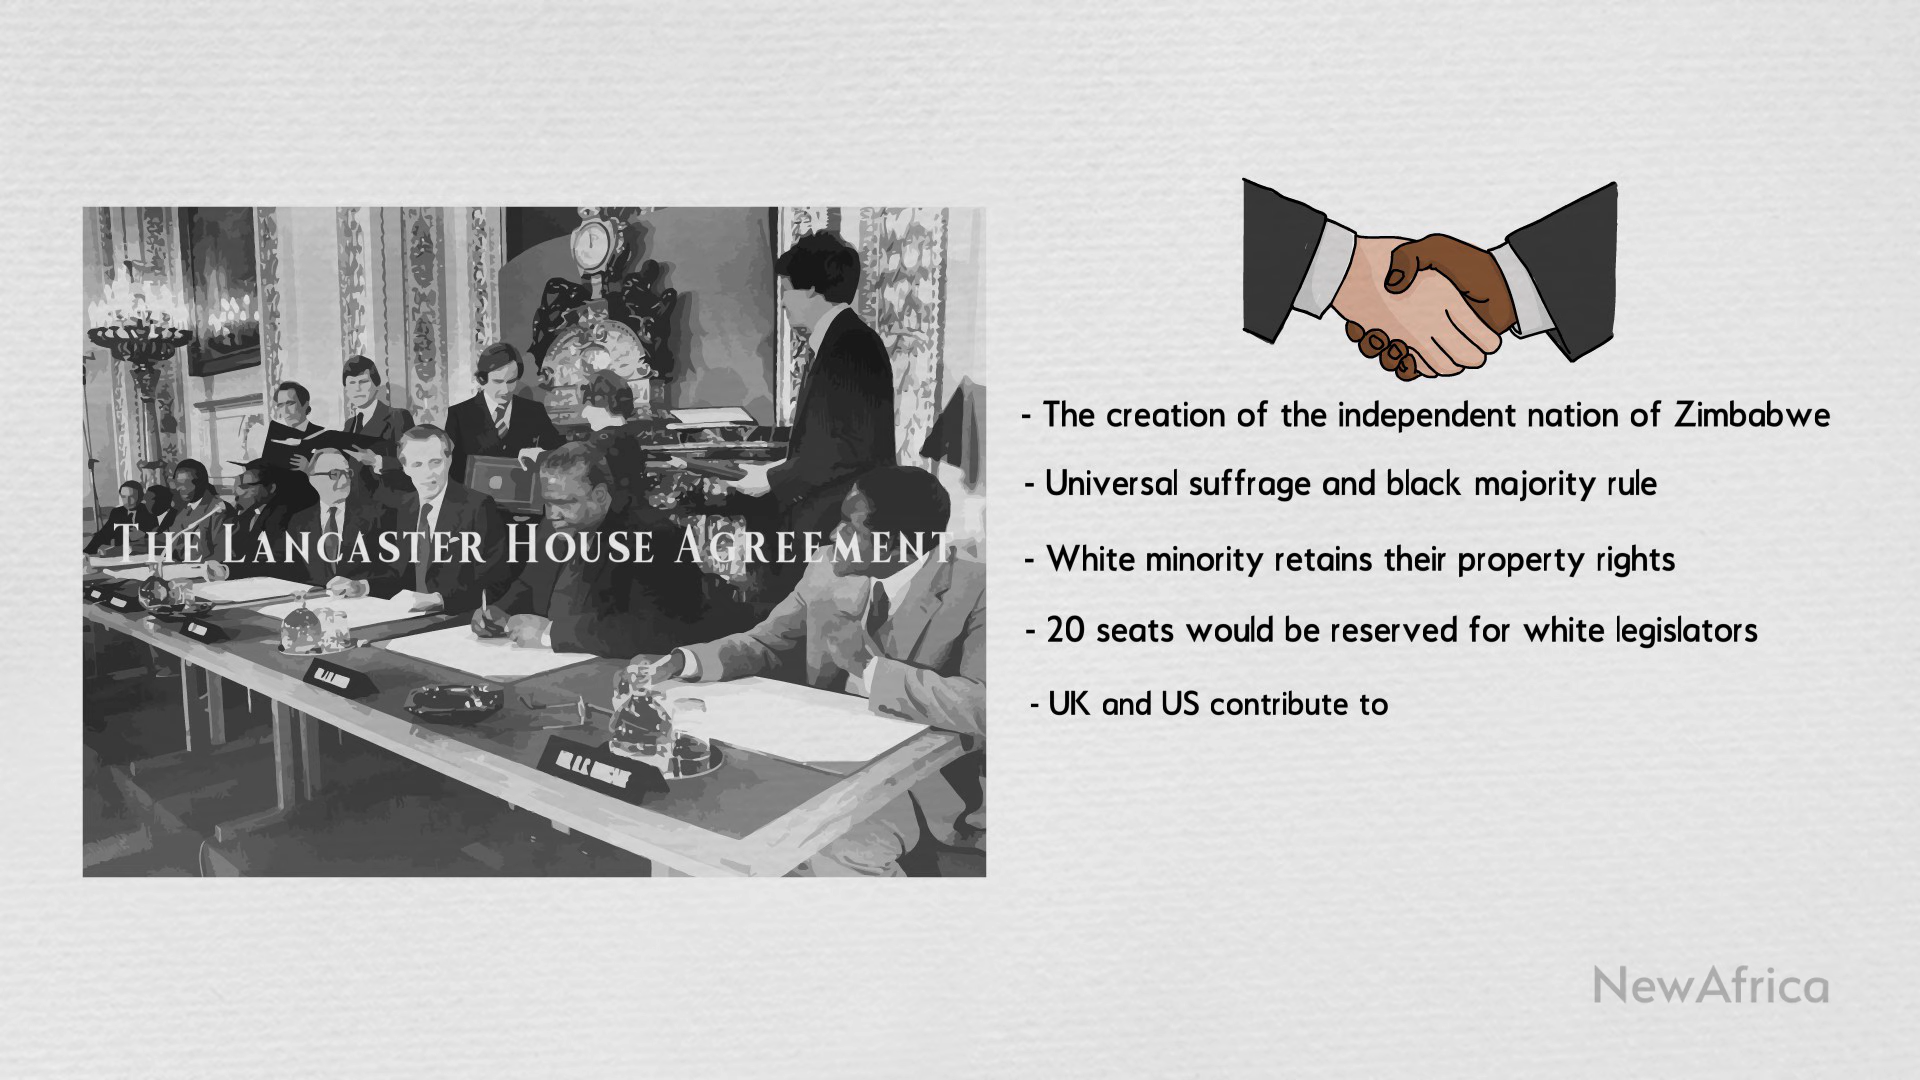 The Lancaster House Agreement
- The creation of the independent nation of Zimbabwe
- Universal suffrage and black majority rule
- White minority retains their property rights
- 20 seats would be reserved for white legislators
- UK and US contribute to
NewAfrica